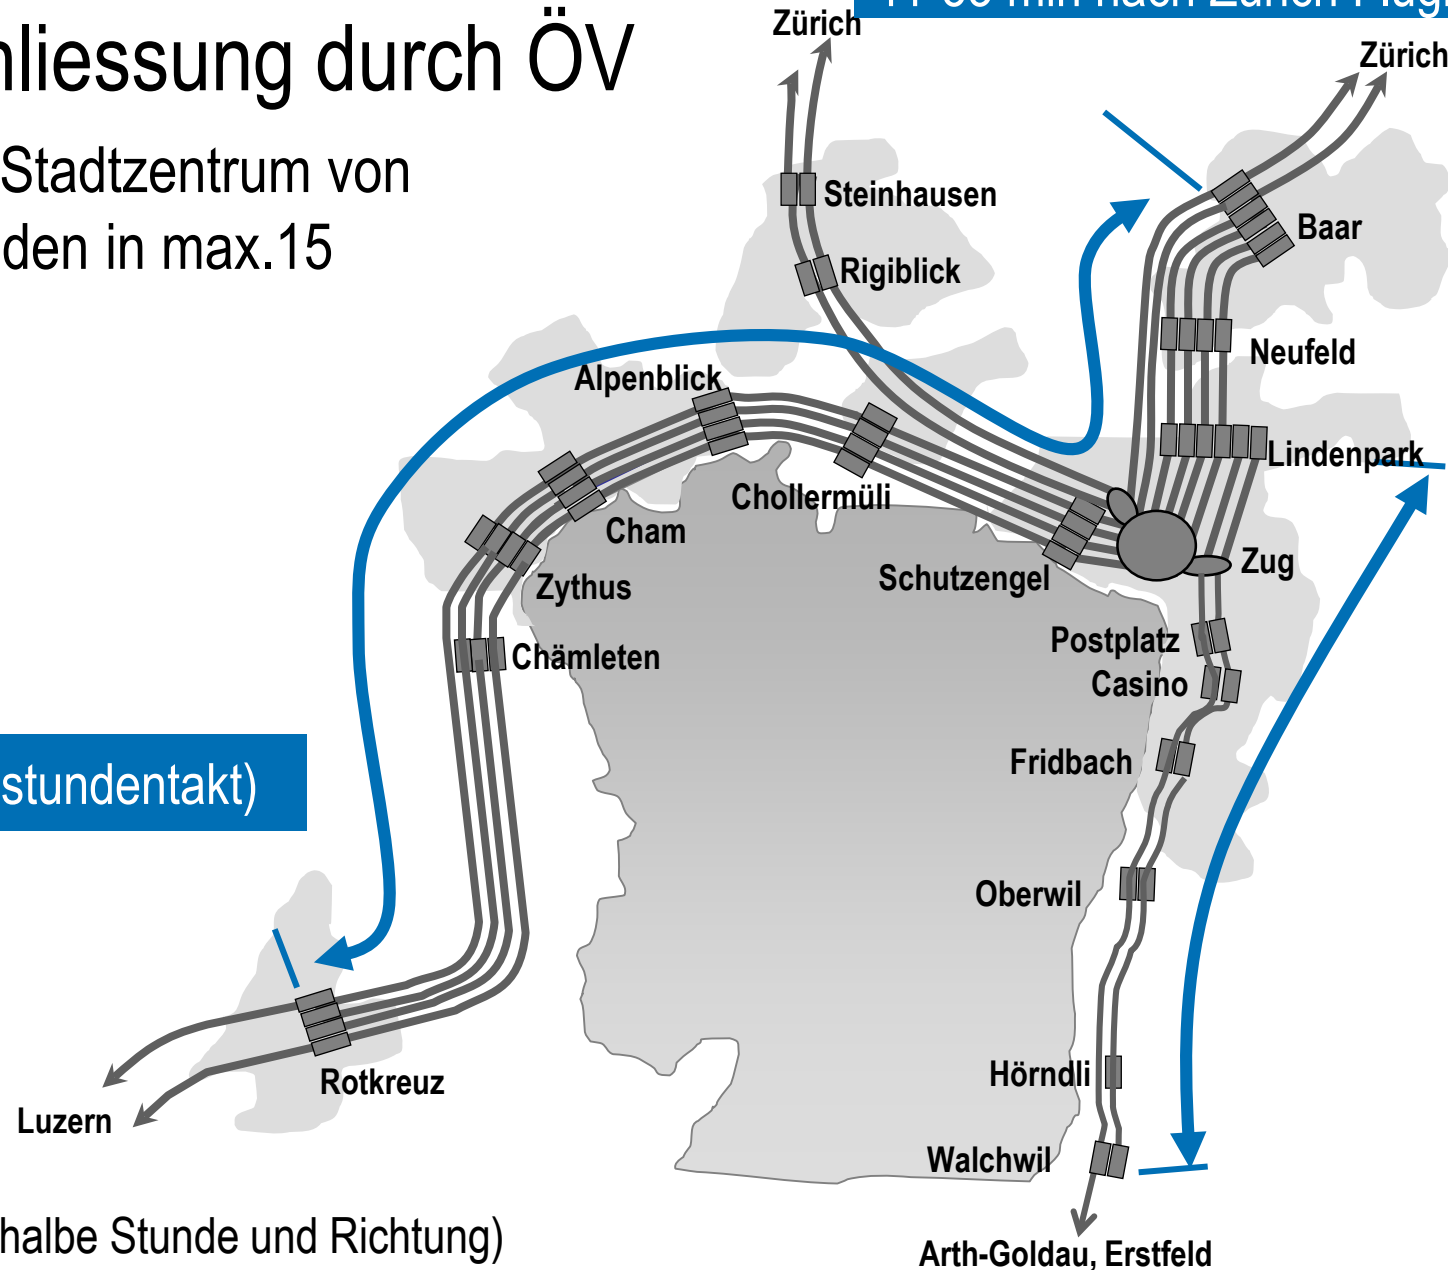 hliessung durch ÖV
Stadtzentrum von
den in max.15
Zürich
Zürich
Steinhausen
Baar
Rigiblick
Neufeld
Alpenblick
Lindenpark
Chollermüli
Cham
Zug
Schutzengel
Zythus
Postplatz
Chämleten
Casino
Fridbach
stundentakt)
Oberwil
Hörndli
Rotkreuz
Luzern
Walchwil
halbe Stunde und Richtung)
Arth-Goldau, Erstfeld